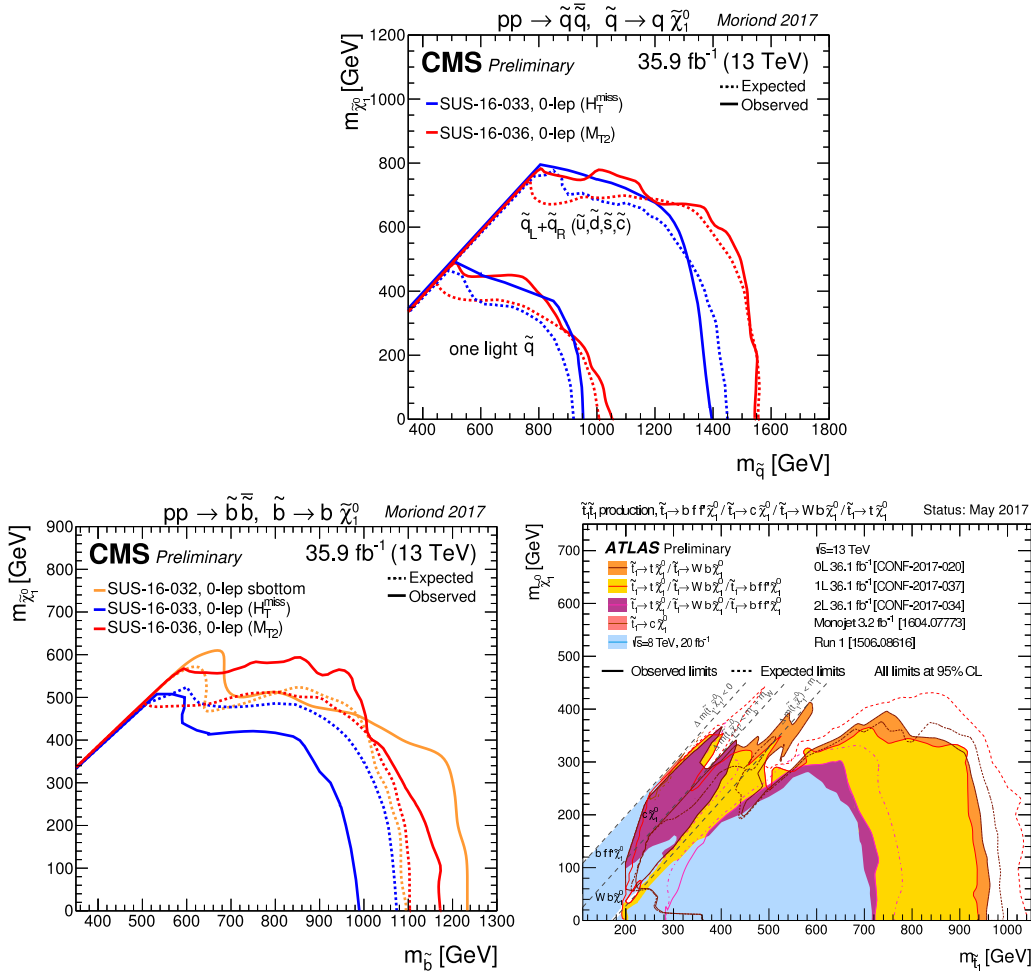 pp → q̃ q̃̄, q̃ → q χ̃₁⁰ Moriond 2017
CMS Preliminary 35.9 fb⁻¹ (13 TeV)
Expected
Observed
SUS-16-033, 0-lep (H_T^miss)
SUS-16-036, 0-lep (M_T2)
q̃_L+q̃_R (ũ,d̃,s̃,c̃)
one light q̃
m_χ̃₁⁰ [GeV]
1200
1000
800
600
400
200
0
400 600 800 1000 1200 1400 1600 1800
m_q̃ [GeV]
pp → b̃ b̃̄, b̃ → b χ̃₁⁰ Moriond 2017
CMS Preliminary 35.9 fb⁻¹ (13 TeV)
SUS-16-032, 0-lep sbottom
SUS-16-033, 0-lep (H_T^miss)
SUS-16-036, 0-lep (M_T2)
Expected
Observed
m_χ̃₁⁰ [GeV]
900
800
700
600
500
400
300
200
100
0
400 500 600 700 800 900 1000 1100 1200 1300
m_b̃ [GeV]
t̃₁t̃₁ production, t̃₁→ b f f' χ̃₁⁰ / t̃₁→ c χ̃₁⁰ / t̃₁→ W b χ̃₁⁰ / t̃₁→ t χ̃₁⁰ Status: May 2017
ATLAS Preliminary √s=13 TeV
t̃₁→ t χ̃₁⁰ / t̃₁→ W b χ̃₁⁰ 0L 36.1 fb⁻¹ [CONF-2017-020]
t̃₁→ t χ̃₁⁰ / t̃₁→ W b χ̃₁⁰ / t̃₁→ b f f' χ̃₁⁰ 1L 36.1 fb⁻¹ [CONF-2017-037]
t̃₁→ t χ̃₁⁰ / t̃₁→ W b χ̃₁⁰ / t̃₁→ b f f' χ̃₁⁰ 2L 36.1 fb⁻¹ [CONF-2017-034]
t̃₁→ c χ̃₁⁰ Monojet 3.2 fb⁻¹ [1604.07773]
√s=8 TeV, 20 fb⁻¹ Run 1 [1506.08616]
Observed limits Expected limits All limits at 95% CL
c χ̃₁⁰
b f f' χ̃₁⁰
W b χ̃₁⁰
m_χ̃₁⁰ [GeV]
700
600
500
400
300
200
100
0
200 300 400 500 600 700 800 900 1000
m_t̃₁ [GeV]